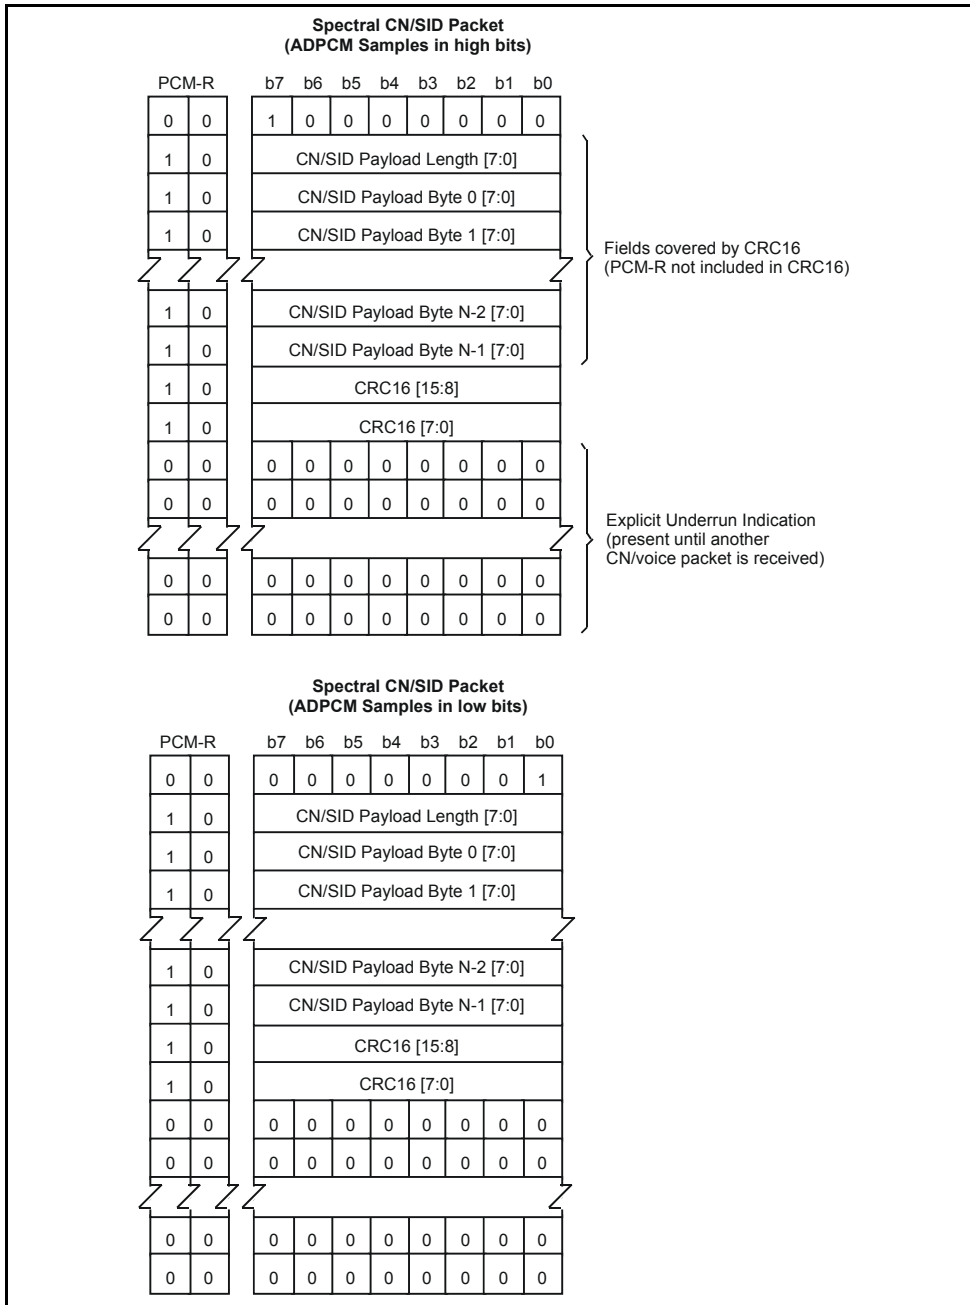 Spectral CN/SID Packet
(ADPCM Samples in high bits)
PCM-R b7 b6 b5 b4 b3 b2 b1 b0
0 0 1 0 0 0 0 0 0 0
1 0 CN/SID Payload Length [7:0]
1 0 CN/SID Payload Byte 0 [7:0]
1 0 CN/SID Payload Byte 1 [7:0]
Fields covered by CRC16
(PCM-R not included in CRC16)
1 0 CN/SID Payload Byte N-2 [7:0]
1 0 CN/SID Payload Byte N-1 [7:0]
1 0 CRC16 [15:8]
1 0 CRC16 [7:0]
0 0 0 0 0 0 0 0 0 0
0 0 0 0 0 0 0 0 0 0
Explicit Underrun Indication
(present until another
CN/voice packet is received)
0 0 0 0 0 0 0 0 0 0
0 0 0 0 0 0 0 0 0 0
Spectral CN/SID Packet
(ADPCM Samples in low bits)
PCM-R b7 b6 b5 b4 b3 b2 b1 b0
0 0 0 0 0 0 0 0 0 1
1 0 CN/SID Payload Length [7:0]
1 0 CN/SID Payload Byte 0 [7:0]
1 0 CN/SID Payload Byte 1 [7:0]
1 0 CN/SID Payload Byte N-2 [7:0]
1 0 CN/SID Payload Byte N-1 [7:0]
1 0 CRC16 [15:8]
1 0 CRC16 [7:0]
0 0 0 0 0 0 0 0 0 0
0 0 0 0 0 0 0 0 0 0
0 0 0 0 0 0 0 0 0 0
0 0 0 0 0 0 0 0 0 0